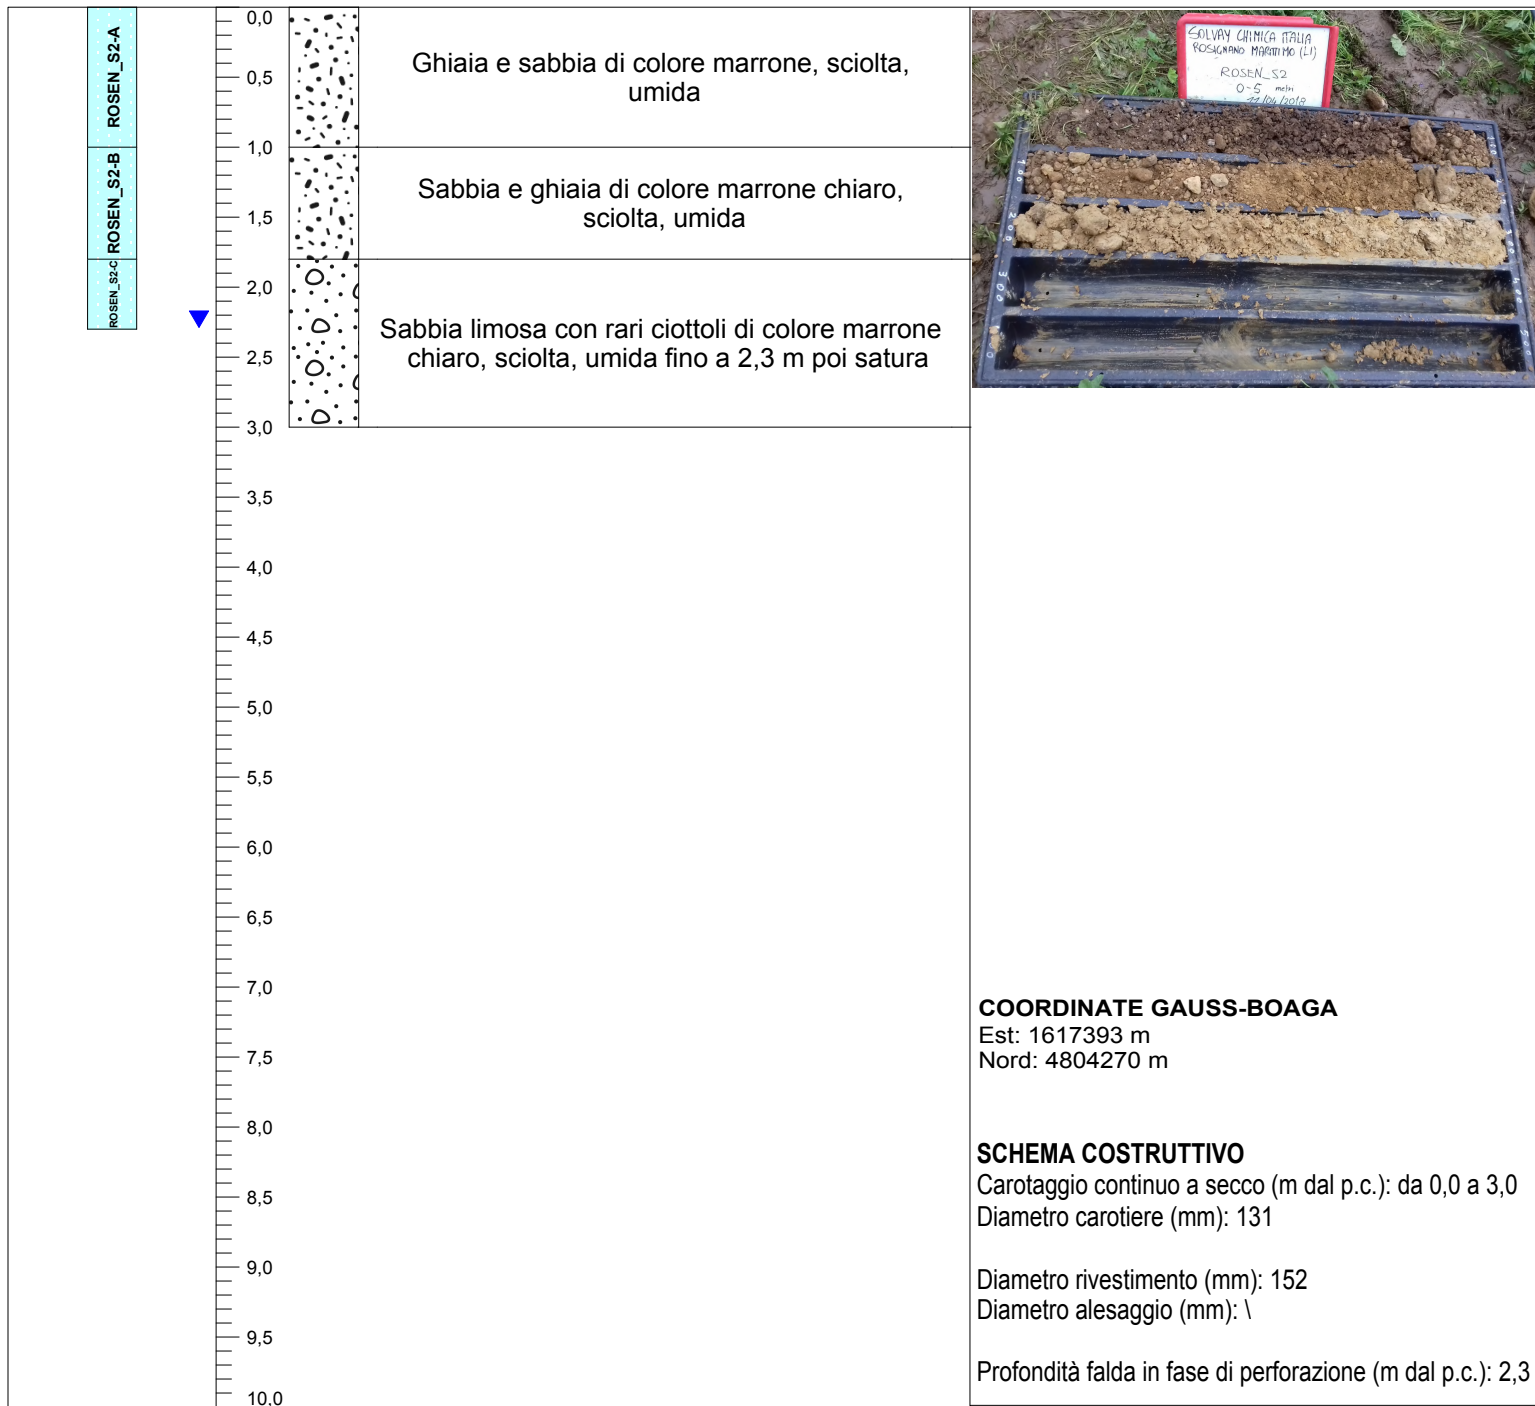 ROSEN_S2-A
ROSEN_S2-B
ROSEN_S2-C
0,0
0,5
1,0
1,5
2,0
2,5
3,0
3,5
4,0
4,5
5,0
5,5
6,0
6,5
7,0
7,5
8,0
8,5
9,0
9,5
10,0
Ghiaia e sabbia di colore marrone, sciolta,
umida
Sabbia e ghiaia di colore marrone chiaro,
sciolta, umida
Sabbia limosa con rari ciottoli di colore marrone
chiaro, sciolta, umida fino a 2,3 m poi satura
SOLVAY CHIMICA ITALIA
ROSIGNANO MARITTIMO (LI)
ROSEN_S2
0-5 metri
100
200
300
COORDINATE GAUSS-BOAGA
Est: 1617393 m
Nord: 4804270 m
SCHEMA COSTRUTTIVO
Carotaggio continuo a secco (m dal p.c.): da 0,0 a 3,0
Diametro carotiere (mm): 131
Diametro rivestimento (mm): 152
Diametro alesaggio (mm): \
Profondità falda in fase di perforazione (m dal p.c.): 2,3